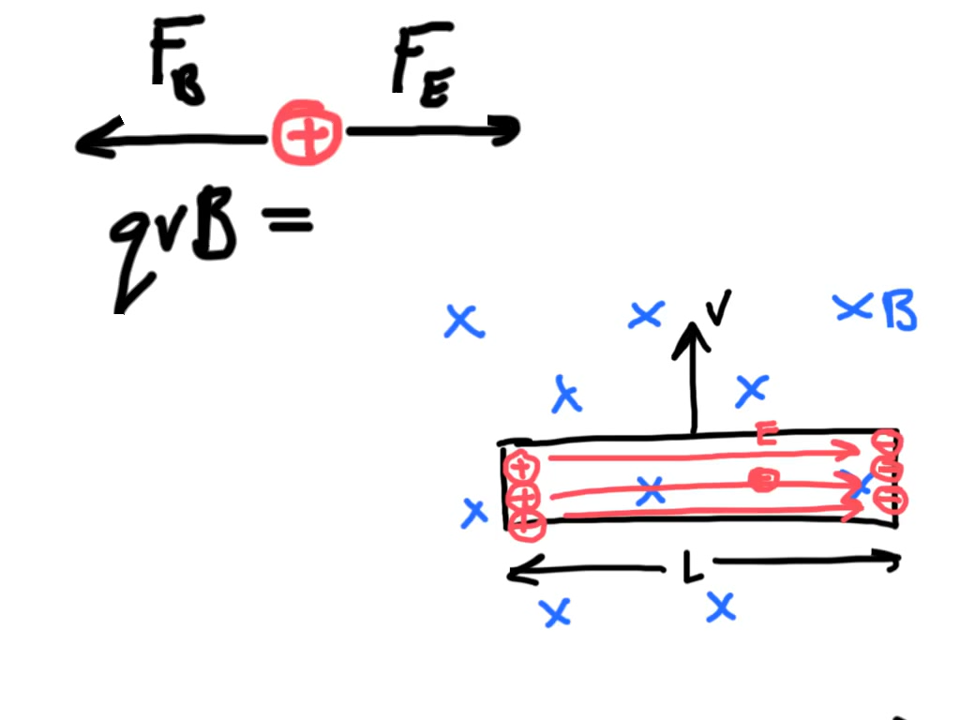 F_B F_E
+
qvB =
x x v x B
x x
E
+ −
+ x x −
x + −
L
x x